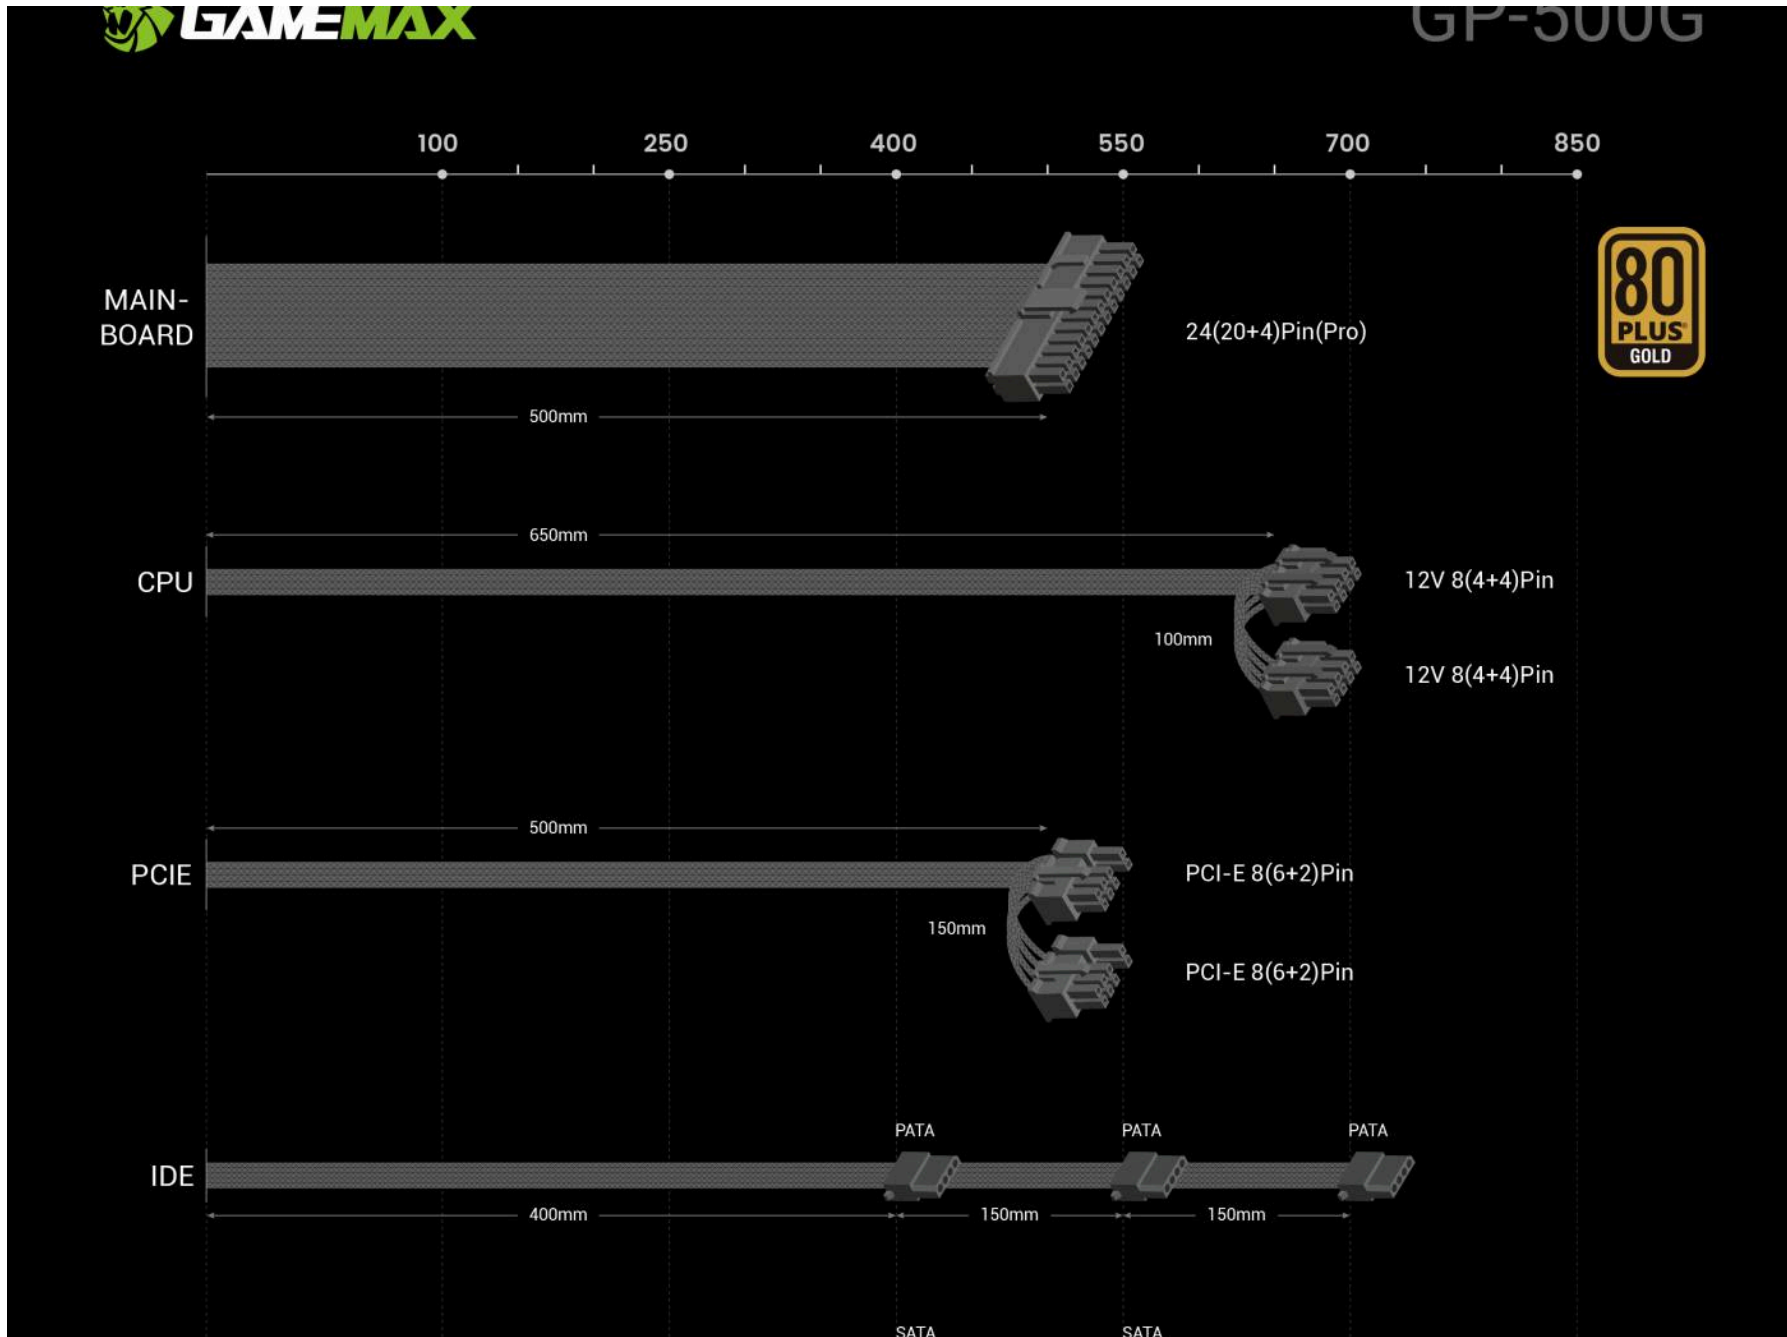 GAMEMAX
GP-500G
100 250 400 550 700 850
80
PLUS
GOLD
MAIN-
BOARD
24(20+4)Pin(Pro)
500mm
650mm
CPU
12V 8(4+4)Pin
100mm
12V 8(4+4)Pin
500mm
PCIE
PCI-E 8(6+2)Pin
150mm
PCI-E 8(6+2)Pin
PATA PATA PATA
IDE
400mm 150mm 150mm
SATA SATA